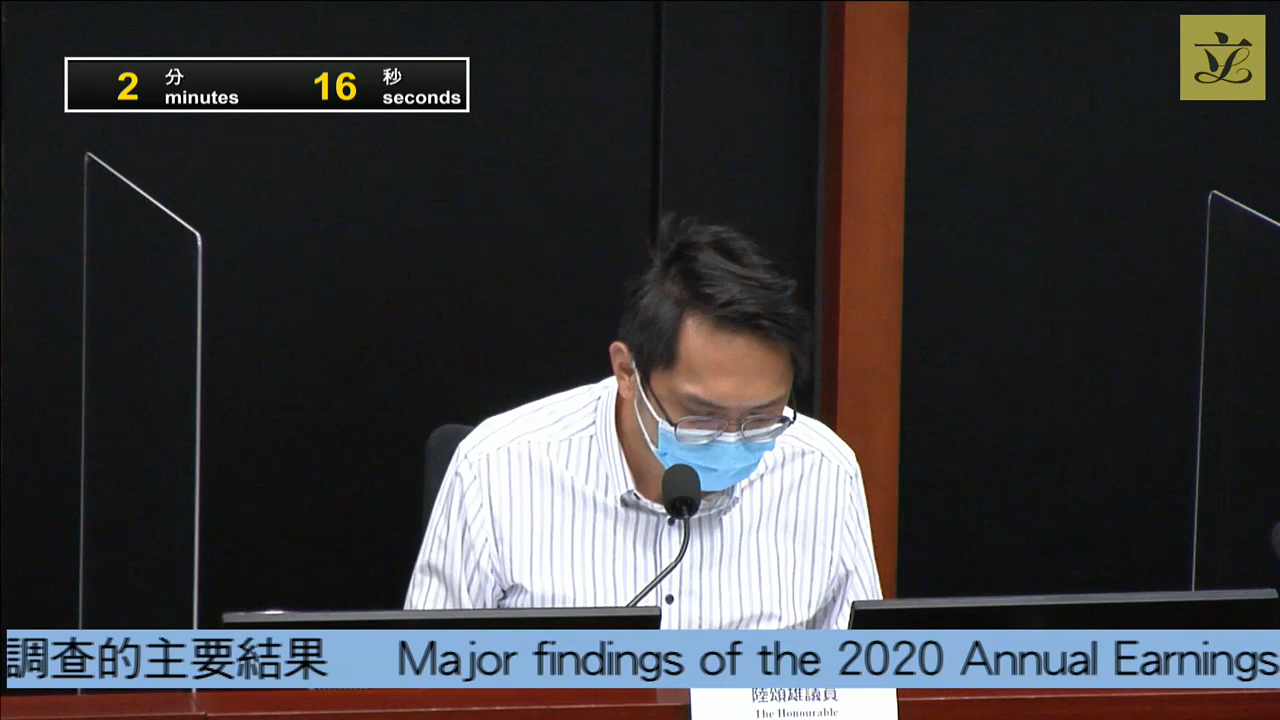 2 分 minutes 16 秒 seconds
立
調查的主要結果 Major findings of the 2020 Annual Earnings
陸頌雄議員
The Honourable